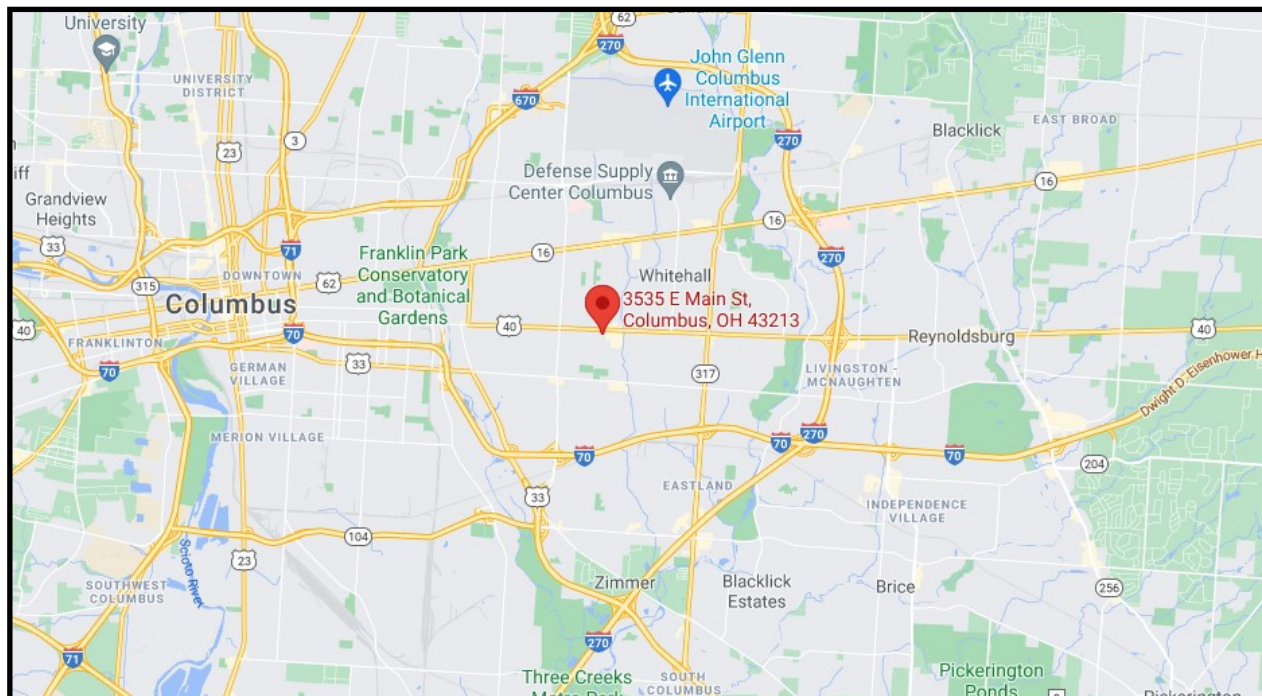 University
62
270
John Glenn
Columbus
International
Airport
UNIVERSITY
DISTRICT
670
EAST BROAD
Blacklick
3
23
270
iff
Grandview
Heights
Defense Supply
Center Columbus
16
16
33
71
16
Franklin Park
Conservatory
and Botanical
Gardens
270
DOWNTOWN
62
Whitehall
315
Columbus
3535 E Main St,
Columbus, OH 43213
40
40
40
70
Reynoldsburg
FRANKLINTON
70
GERMAN
VILLAGE
33
317
LIVINGSTON -
MCNAUGHTEN
Dwight D. Eisenhower H
MERION VILLAGE
70
70
270
70
204
EASTLAND
33
INDEPENDENCE
VILLAGE
104
Scioto River
23
SOUTHWEST
COLUMBUS
Zimmer
Blacklick
Estates
Brice
256
270
71
Three Creeks
SOUTH
COLUMBUS
Pickerington
Ponds
Pickerington